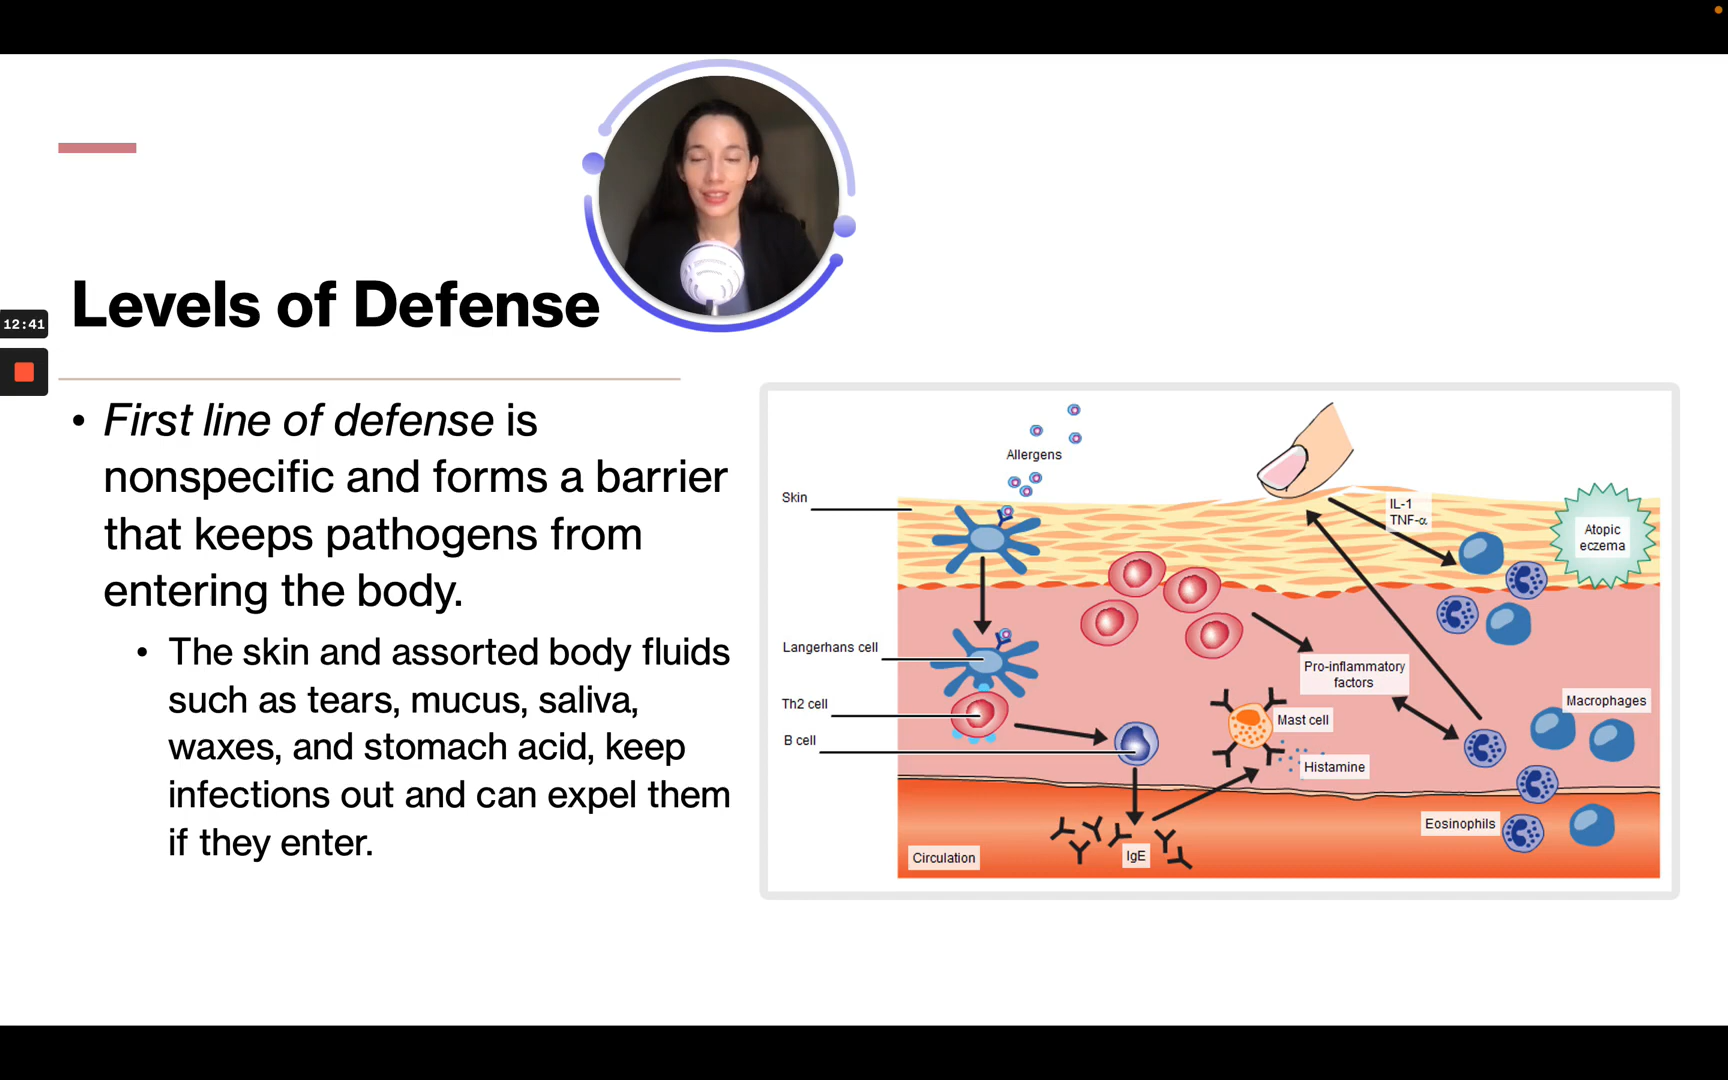 Levels of Defense
12:41
• First line of defense is
nonspecific and forms a barrier
that keeps pathogens from
entering the body.
• The skin and assorted body fluids
such as tears, mucus, saliva,
waxes, and stomach acid, keep
infections out and can expel them
if they enter.
Allergens
Skin
IL-1
TNF-α
Atopic
eczema
Langerhans cell
Pro-inflammatory
factors
Th2 cell
Macrophages
Mast cell
B cell
Histamine
Eosinophils
IgE
Circulation